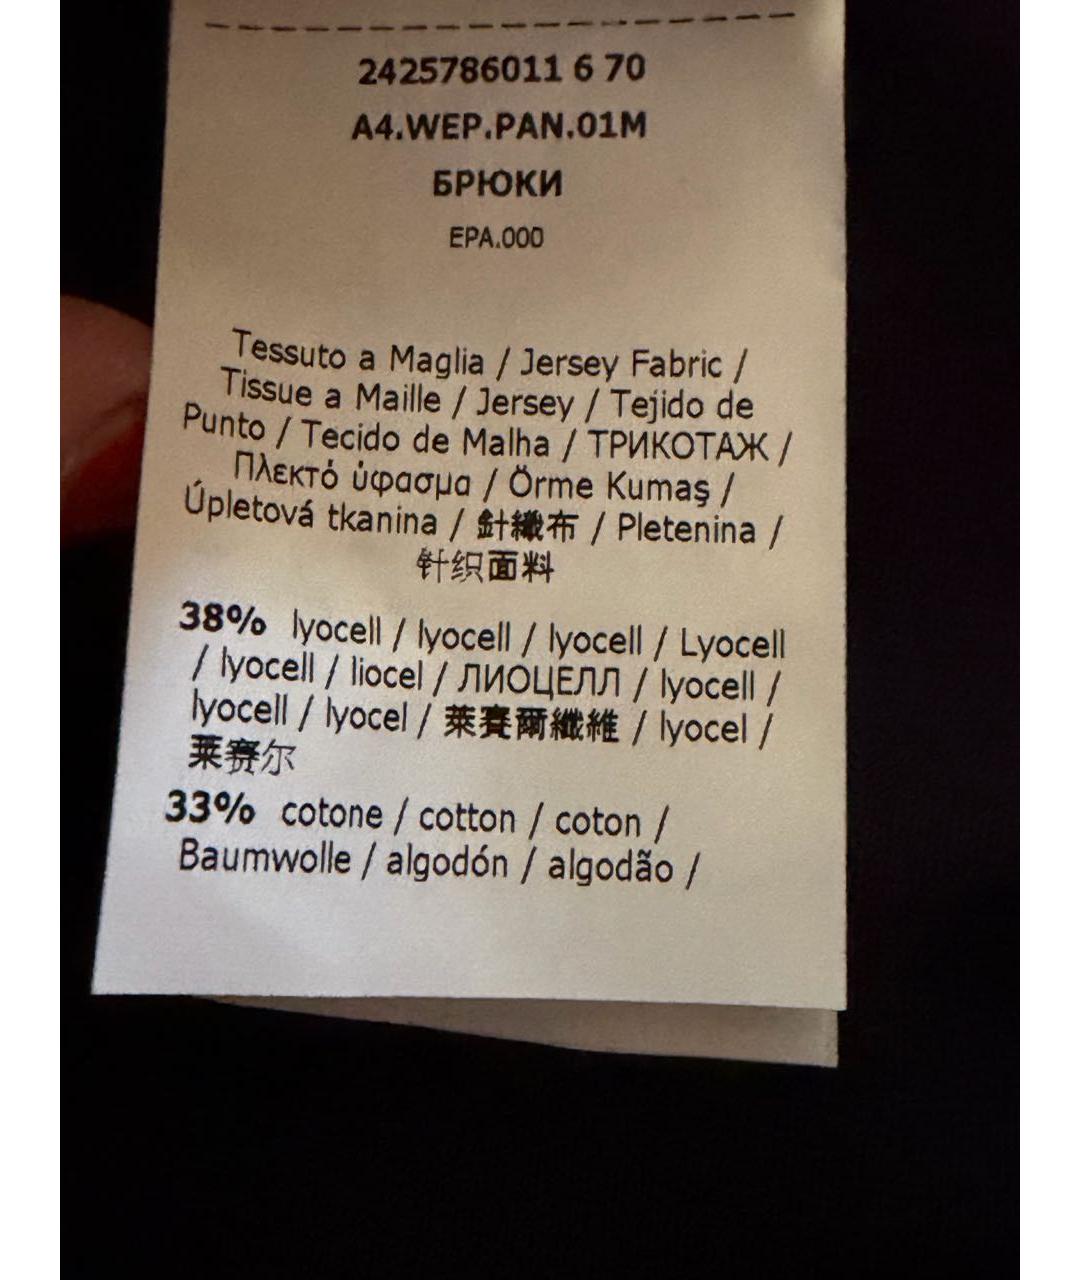 2425786011 6 70
A4.WEP.PAN.01M
БРЮКИ
EPA.000
Tessuto a Maglia / Jersey Fabric /
Tissue a Maille / Jersey / Tejido de
Punto / Tecido de Malha / ТРИКОТАЖ /
Πλεκτό ύφασμα / Örme Kumaş /
Úpletová tkanina / 針織布 / Pletenina /
针织面料
38% lyocell / lyocell / lyocell / Lyocell
/ lyocell / liocel / ЛИОЦЕЛЛ / lyocell /
lyocell / lyocel / 萊賽爾纖維 / lyocel /
莱赛尔
33% cotone / cotton / coton /
Baumwolle / algodón / algodão /